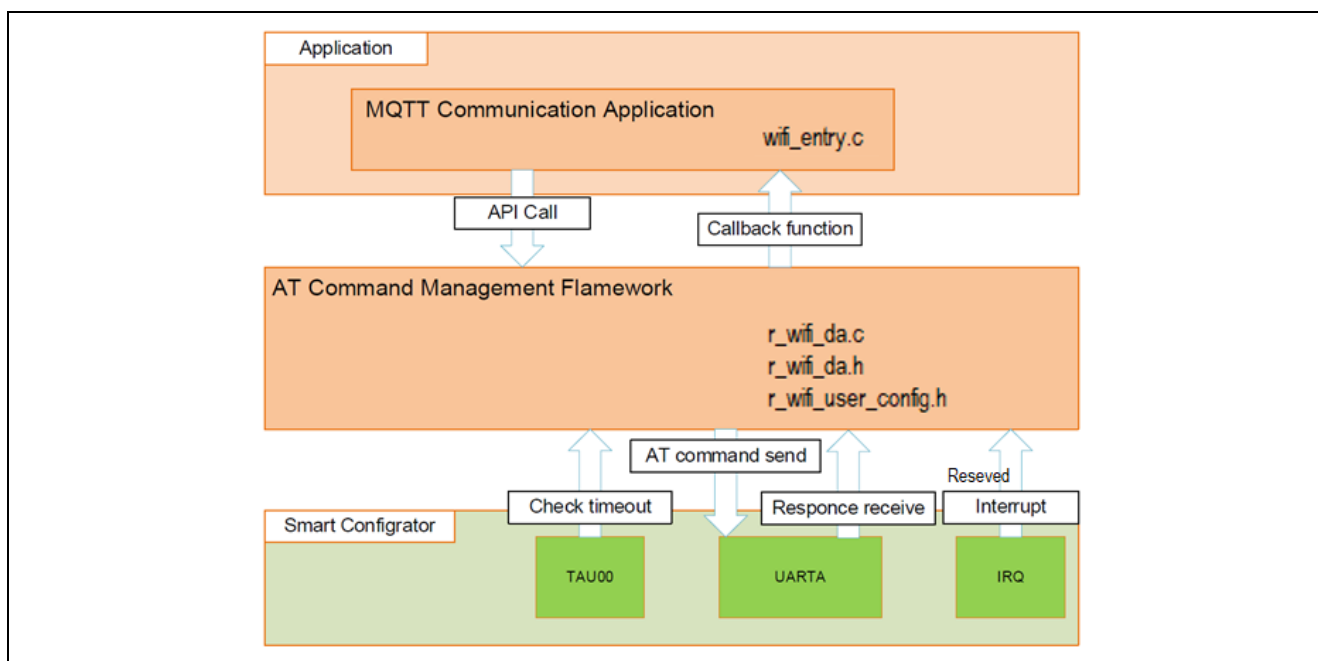 Application
MQTT Communication Application
wifi_entry.c
API Call
Callback function
AT Command Management Flamework
r_wifi_da.c
r_wifi_da.h
r_wifi_user_config.h
AT command send
Reseved
Check timeout
Responce receive
Interrupt
Smart Configrator
TAU00
UARTA
IRQ